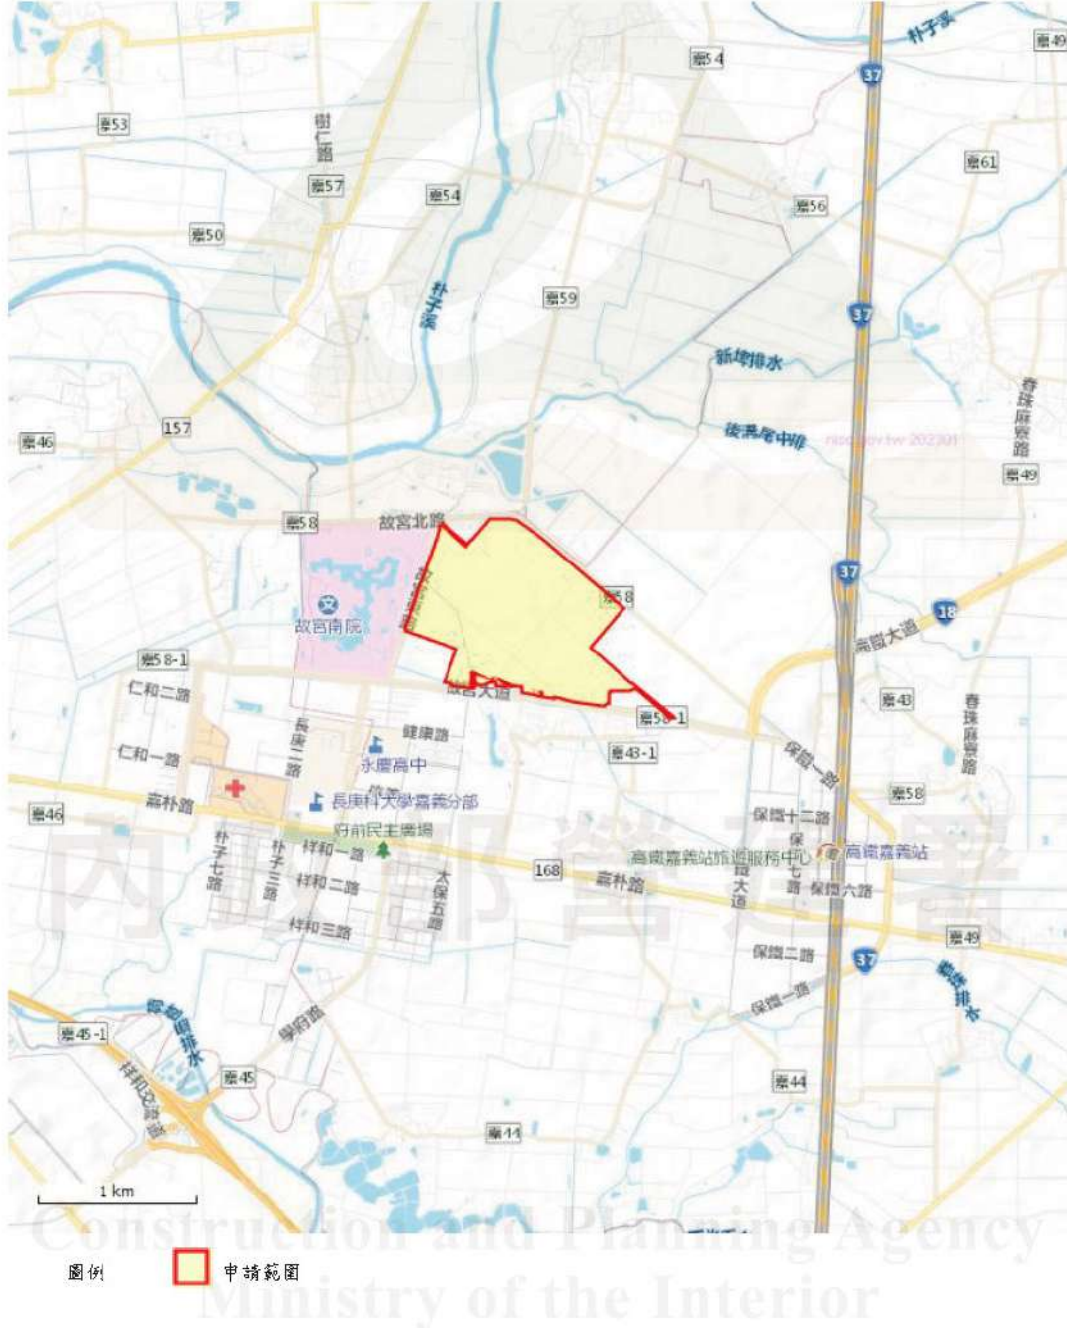 朴子溪
嘉49
嘉54
37
嘉53
樹仁路
嘉61
嘉57
嘉54
嘉56
嘉50
朴子溪
嘉59
37
新埤排水
春珠麻寮路
157
嘉46
後潭尾中排
嘉49
嘉58
故宮北路
37
嘉58
18
故宮南院
高鐵大道
嘉58-1
仁和二路
故宮大道
嘉43
嘉58-1
春珠麻寮路
長庚二路
健康路
仁和一路
嘉43-1
永慶高中
保鐵一路
嘉58
嘉朴路
長庚科大學嘉義分部
嘉46
保鐵十二路
府前民主廣場
朴子七路
朴子三路
祥和一路
高鐵嘉義站旅遊服務中心
高鐵嘉義站
168
嘉朴路
祥和二路
太保五路
保鐵六路
祥和三路
嘉49
保鐵二路
37
保鐵一路
嘉45-1
學府路
嘉45
嘉44
祥和交流道
嘉44
1 km
內政部營建署
Construction and Planning Agency
Ministry of the Interior
圖例
申請範圍